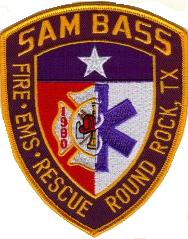 SAM BASS
FIRE · EMS · RESCUE
ROUND ROCK, TX
1980